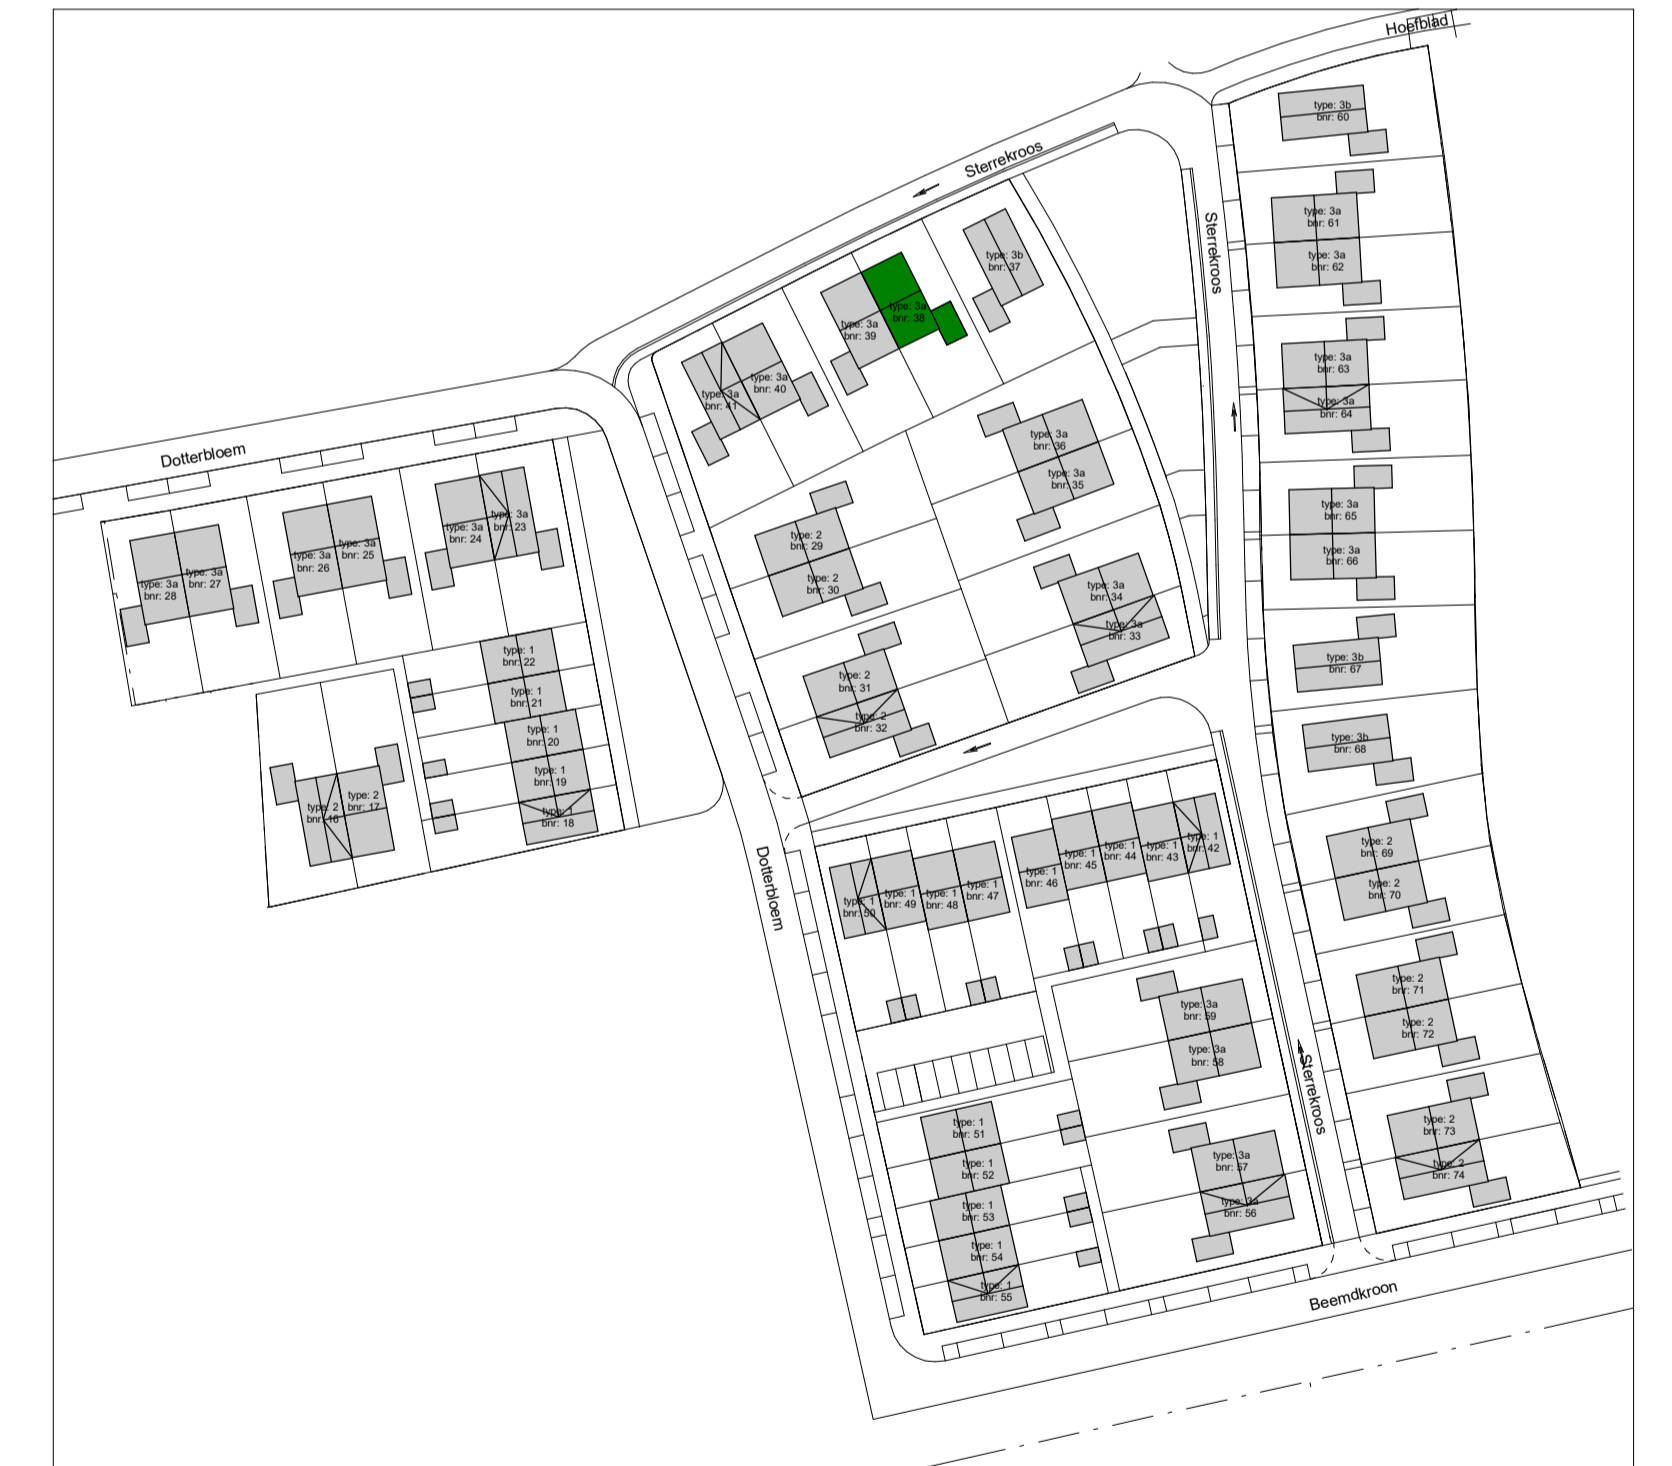 Hoefblad
type: 3b
bnr: 60
Sterrekroos
type: 3a
bnr: 61
type: 3a
bnr: 62
Sterrekroos
type: 3b
bnr: 37
type: 3a
bnr: 38
type: 3a
bnr: 39
type: 3a
bnr: 40
type: 3a
bnr: 41
type: 3a
bnr: 63
type: 3a
bnr: 64
type: 3a
bnr: 36
type: 3a
bnr: 35
Dotterbloem
type: 3a
bnr: 23
type: 3a
bnr: 24
type: 3a
bnr: 25
type: 3a
bnr: 26
type: 3a
bnr: 27
type: 3a
bnr: 28
type: 2
bnr: 29
type: 2
bnr: 30
type: 3a
bnr: 65
type: 3a
bnr: 66
type: 3a
bnr: 34
type: 3a
bnr: 33
type: 1
bnr: 22
type: 1
bnr: 21
type: 1
bnr: 20
type: 1
bnr: 19
type: 1
bnr: 18
type: 2
bnr: 17
type: 2
bnr: 16
type: 2
bnr: 31
type: 2
bnr: 32
type: 3b
bnr: 67
type: 3b
bnr: 68
type: 2
bnr: 69
type: 2
bnr: 70
Dotterbloem
type: 1
bnr: 50
type: 1
bnr: 49
type: 1
bnr: 48
type: 1
bnr: 47
type: 1
bnr: 46
type: 1
bnr: 45
type: 1
bnr: 44
type: 1
bnr: 43
type: 1
bnr: 42
type: 2
bnr: 71
type: 2
bnr: 72
type: 3a
bnr: 59
type: 3a
bnr: 58
Sterrekroos
type: 1
bnr: 51
type: 1
bnr: 52
type: 1
bnr: 53
type: 1
bnr: 54
type: 1
bnr: 55
type: 3a
bnr: 57
type: 3a
bnr: 56
type: 2
bnr: 73
type: 2
bnr: 74
Beemdkroon